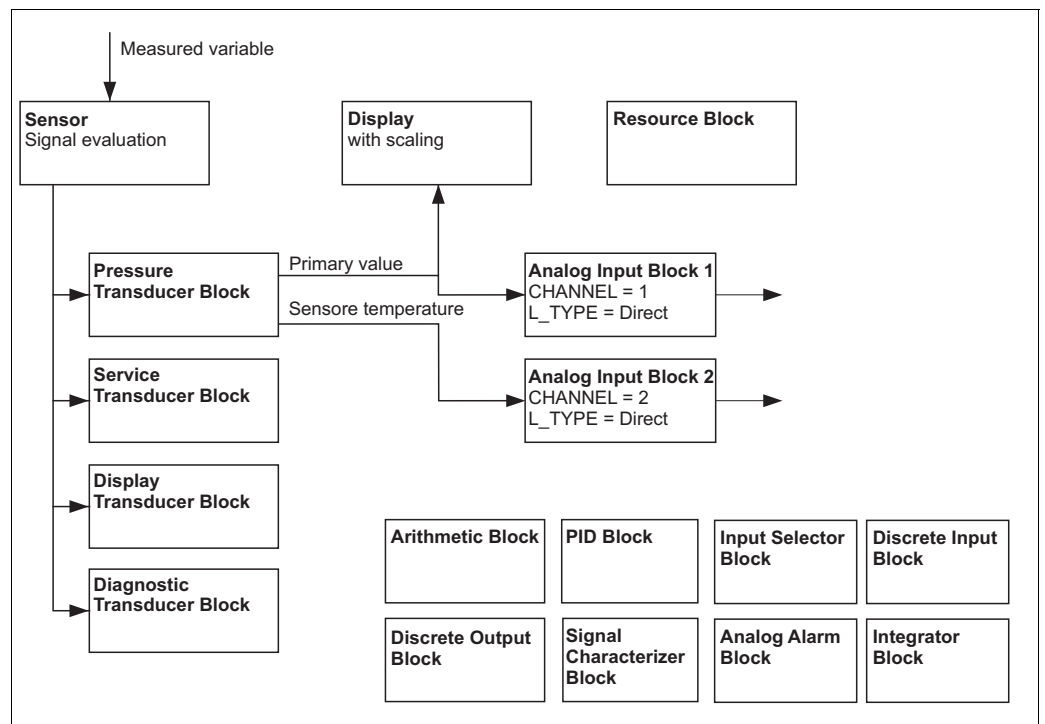 Measured variable
Sensor
Signal evaluation
Display
with scaling
Resource Block
Pressure
Transducer Block
Primary value
Sensore temperature
Analog Input Block 1
CHANNEL = 1
L_TYPE = Direct
Service
Transducer Block
Analog Input Block 2
CHANNEL = 2
L_TYPE = Direct
Display
Transducer Block
Diagnostic
Transducer Block
Arithmetic Block
PID Block
Input Selector
Block
Discrete Input
Block
Discrete Output
Block
Signal
Characterizer
Block
Analog Alarm
Block
Integrator
Block